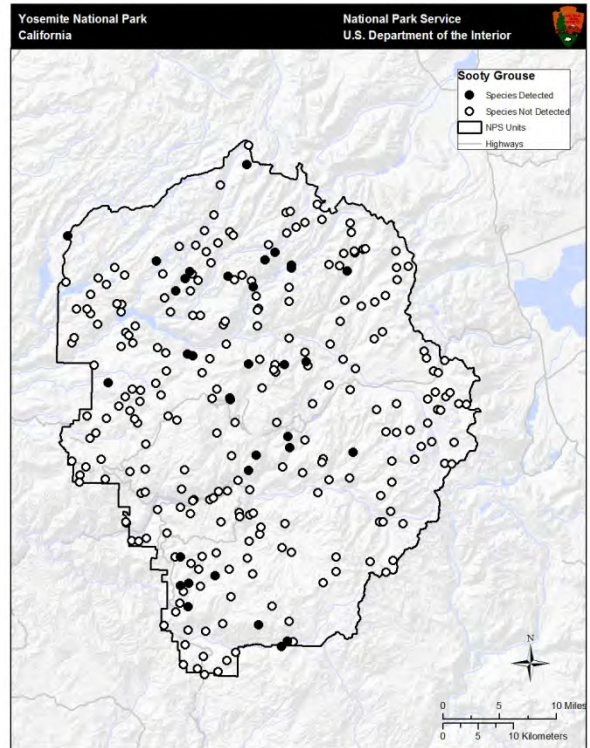 Yosemite National Park
California
National Park Service
U.S. Department of the Interior
Sooty Grouse
Species Detected
Species Not Detected
NPS Units
Highways
N
0 5 10 Miles
0 5 10 Kilometers